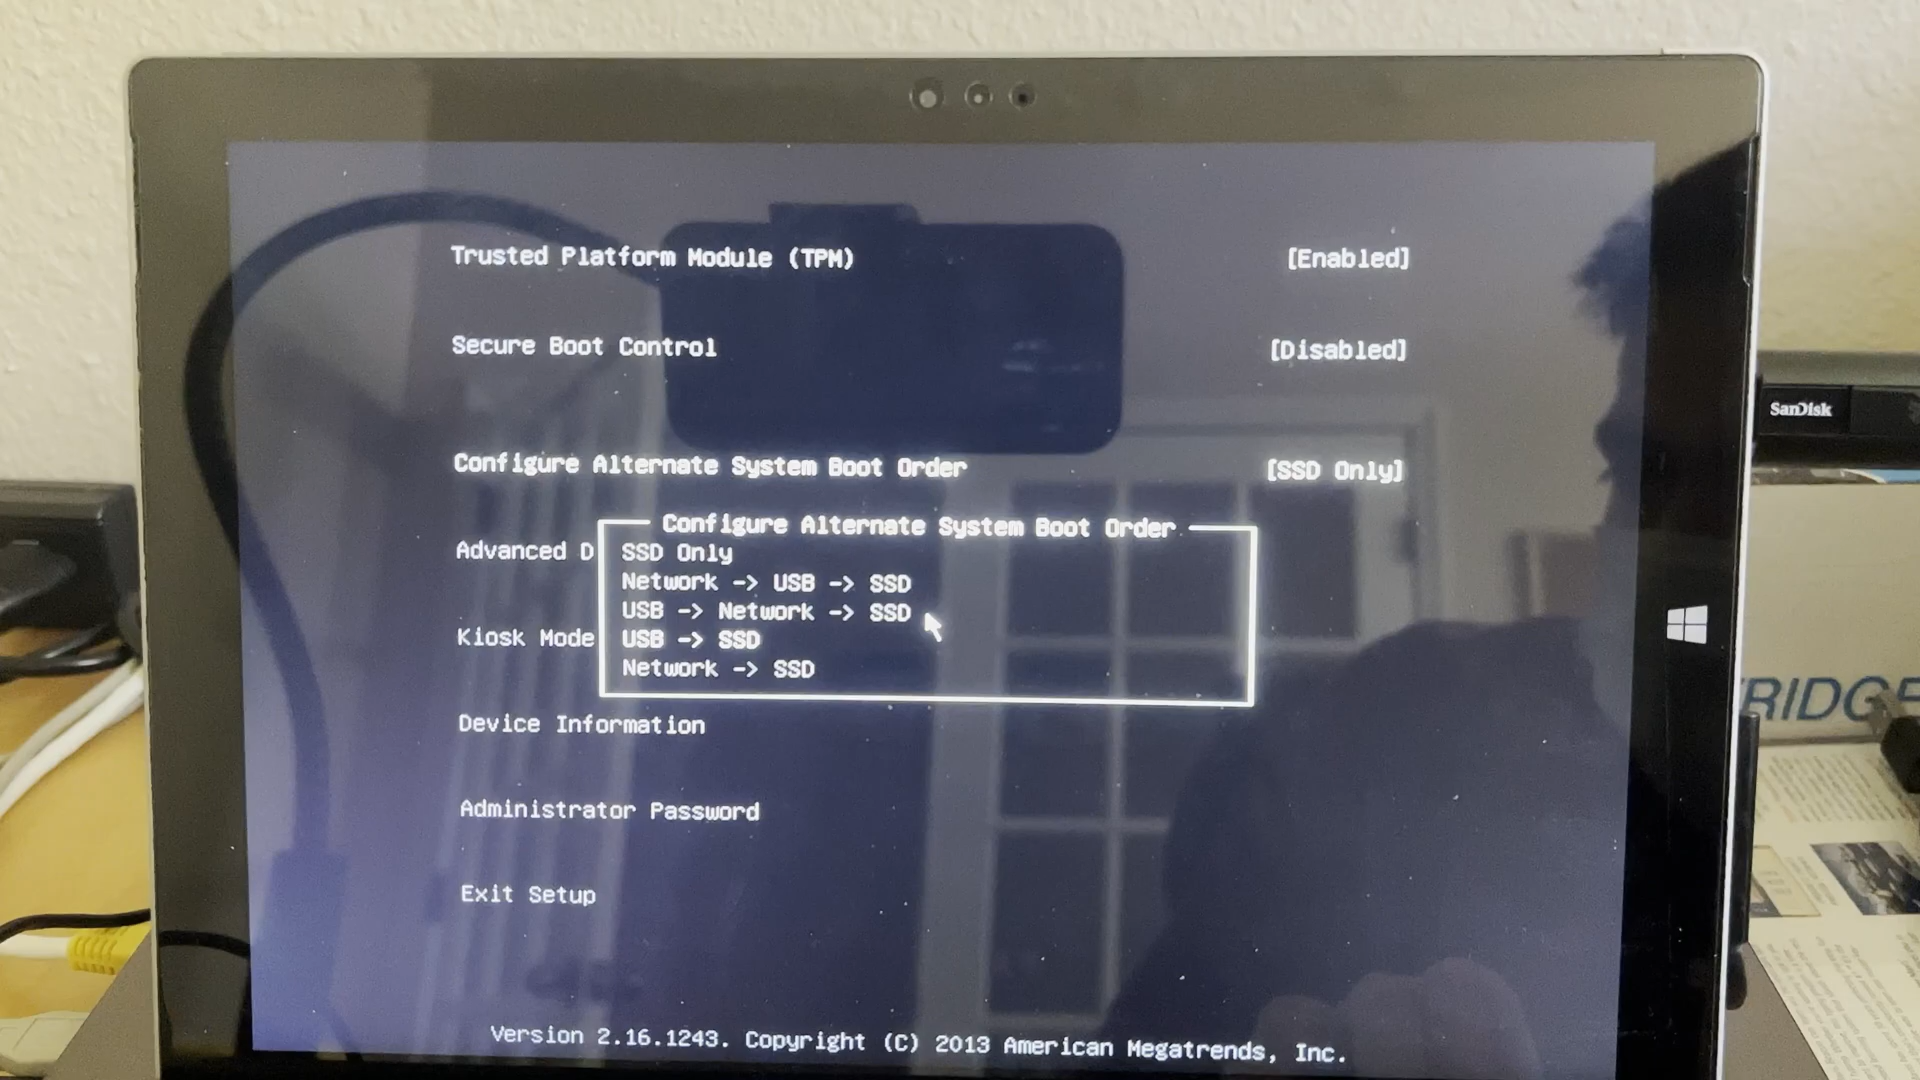 Trusted Platform Module (TPM) [Enabled]
Secure Boot Control [Disabled]
SanDisk
Configure Alternate System Boot Order [SSD Only]
Configure Alternate System Boot Order
Advanced D
SSD Only
Network -> USB -> SSD
USB -> Network -> SSD
Kiosk Mode
USB -> SSD
Network -> SSD
RIDGE
Device Information
Administrator Password
Exit Setup
Version 2.16.1243. Copyright (C) 2013 American Megatrends, Inc.